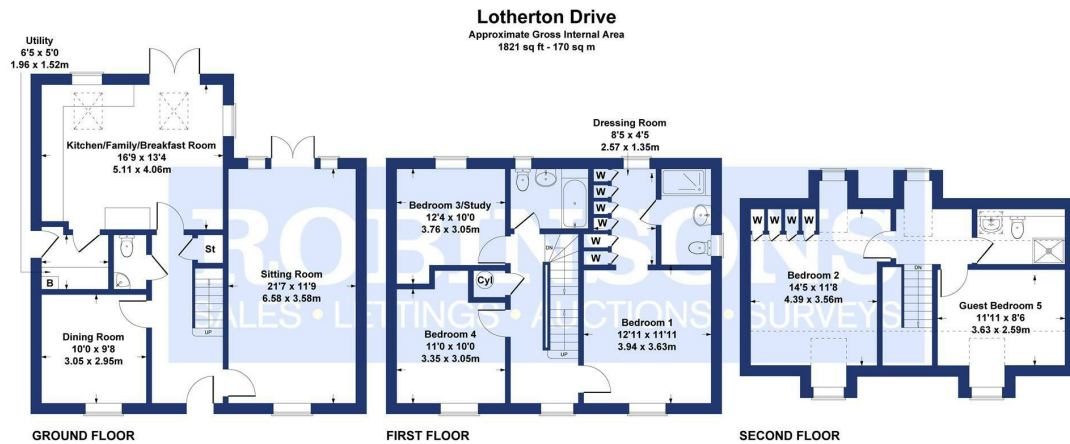 Lotherton Drive
Approximate Gross Internal Area
1821 sq ft - 170 sq m
Utility
6'5 x 5'0
1.96 x 1.52m
Kitchen/Family/Breakfast Room
16'9 x 13'4
5.11 x 4.06m
St
B
Dining Room
10'0 x 9'8
3.05 x 2.95m
Sitting Room
21'7 x 11'9
6.58 x 3.58m
UP
GROUND FLOOR
Dressing Room
8'5 x 4'5
2.57 x 1.35m
Bedroom 3/Study
12'4 x 10'0
3.76 x 3.05m
W
W
W
W
W
W
DN
Cyl
Bedroom 4
11'0 x 10'0
3.35 x 3.05m
Bedroom 1
12'11 x 11'11
3.94 x 3.63m
UP
FIRST FLOOR
W W W W
Bedroom 2
14'5 x 11'8
4.39 x 3.56m
DN
Guest Bedroom 5
11'11 x 8'6
3.63 x 2.59m
SECOND FLOOR
ROBINSONS
SALES • LETTINGS • AUCTIONS • SURVEYS